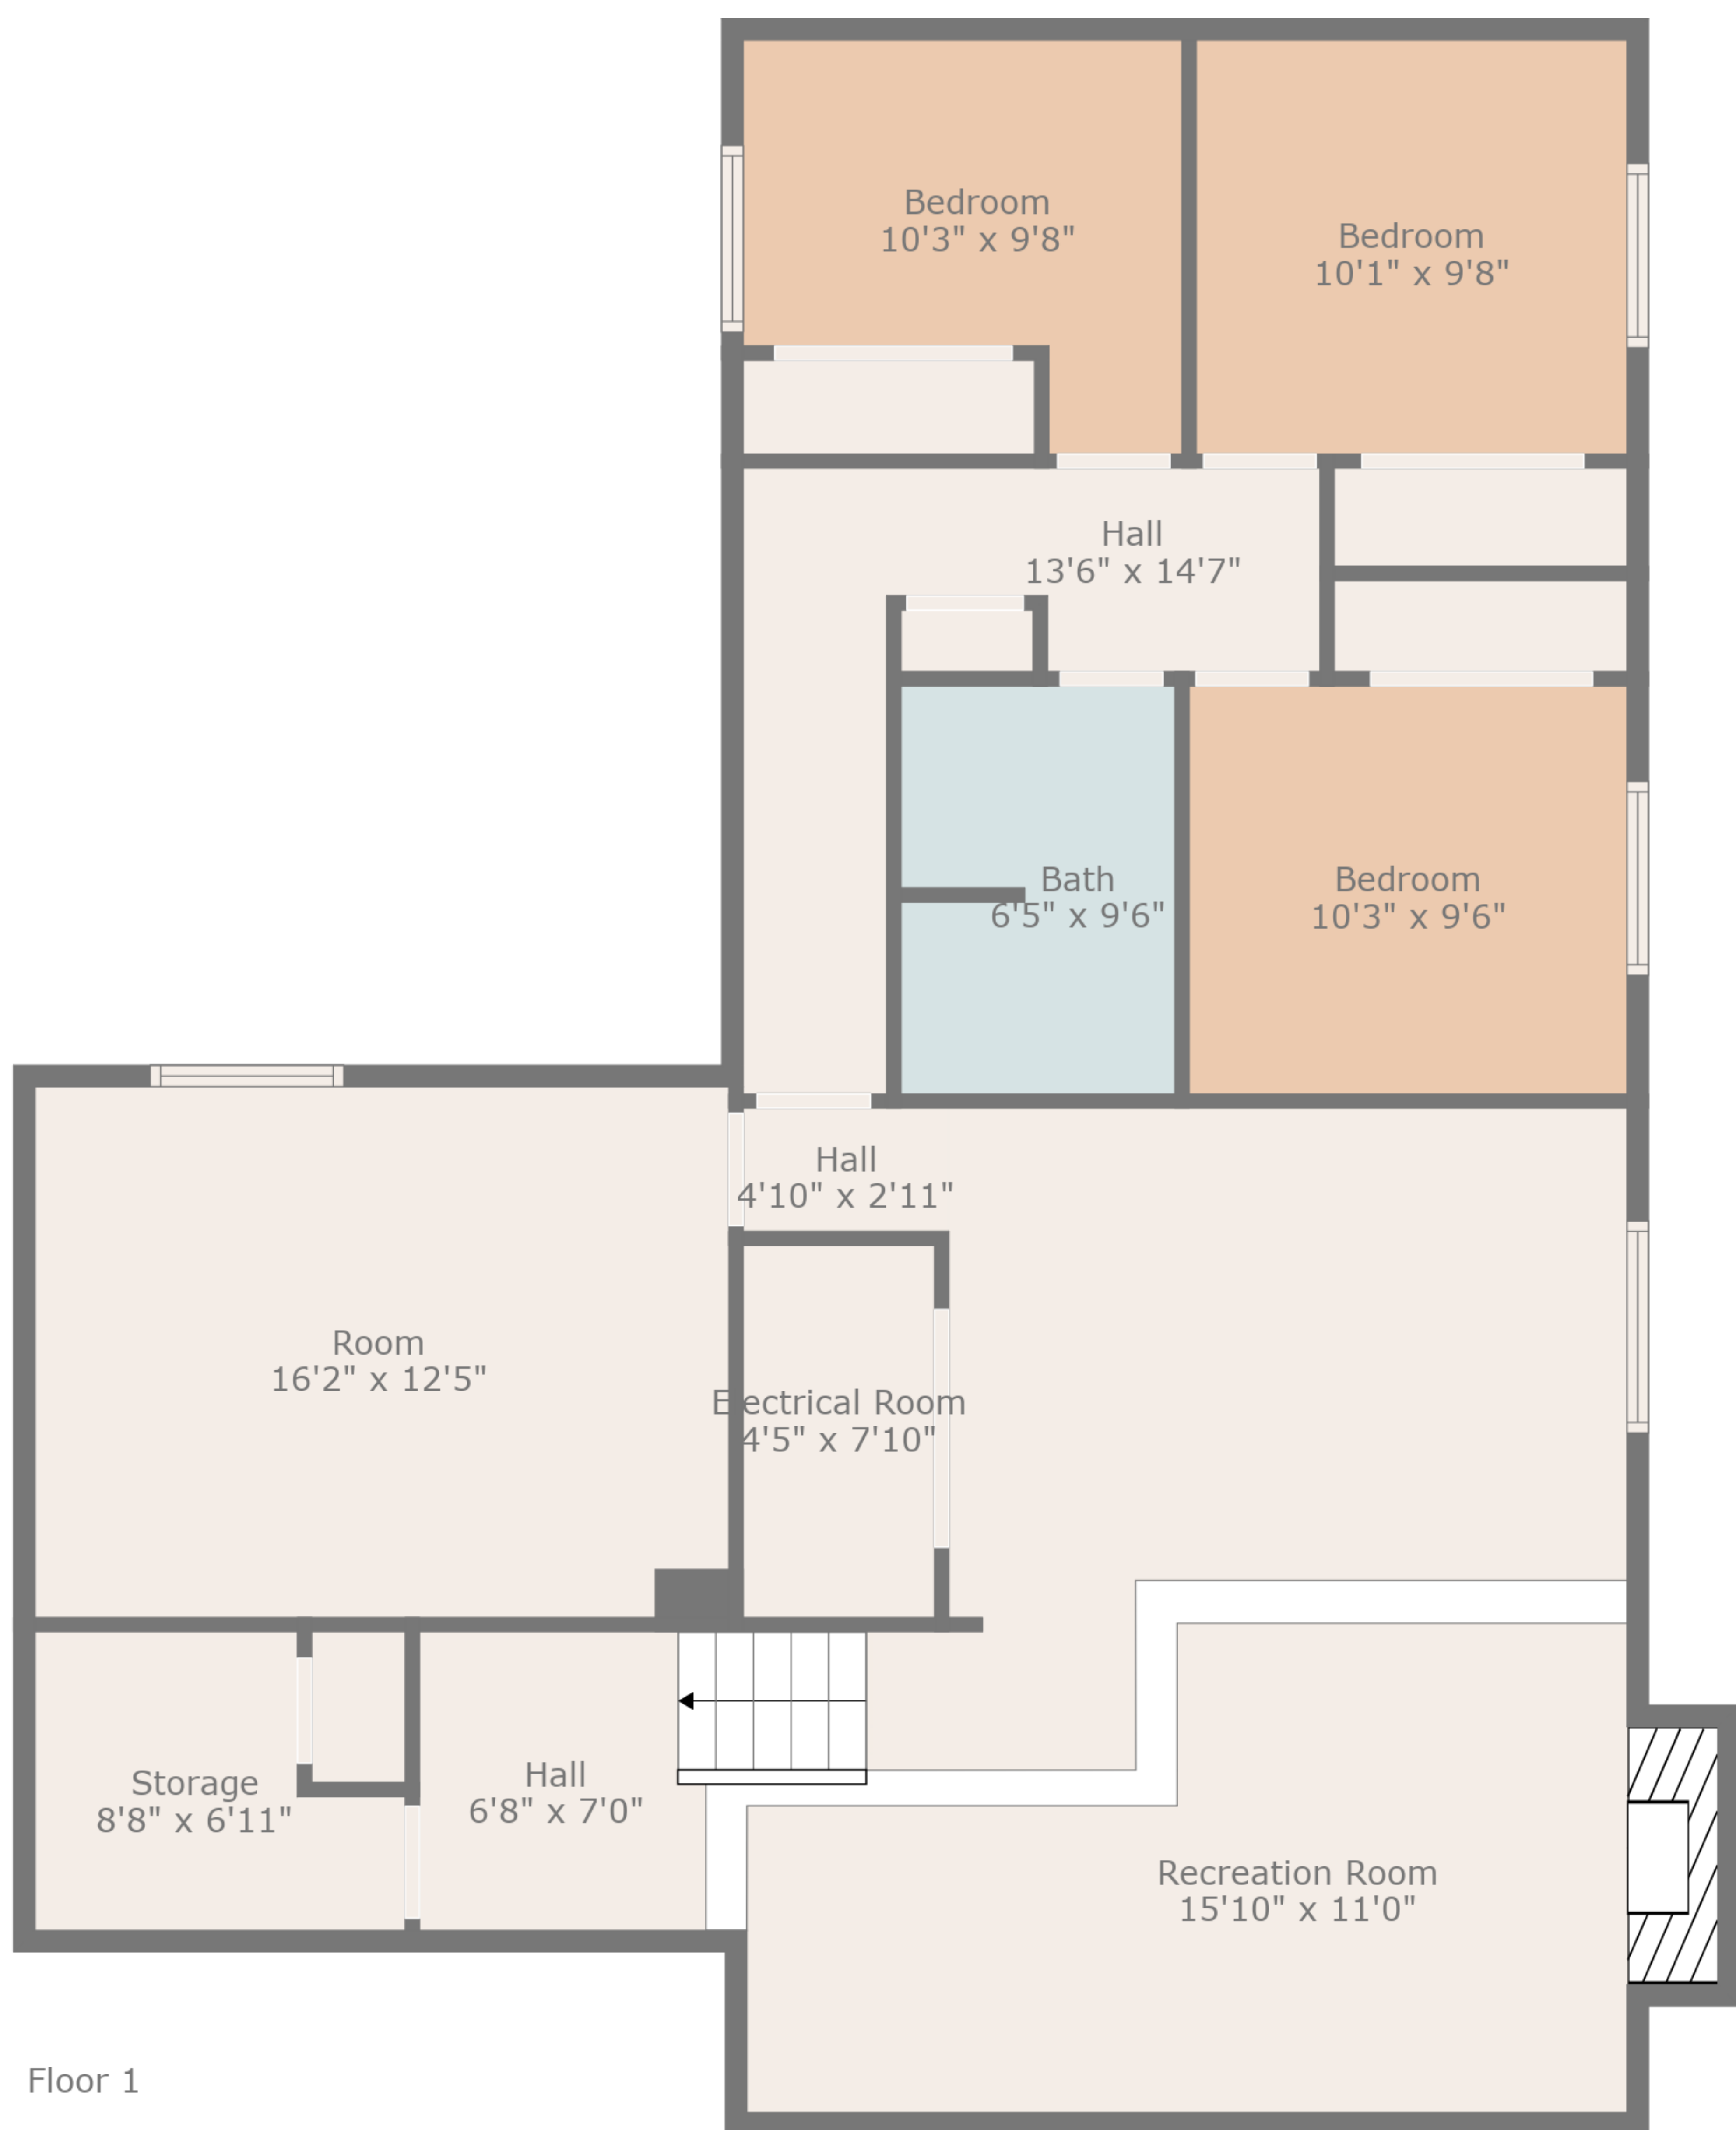 Bedroom
10'3" x 9'8"
Bedroom
10'1" x 9'8"
Hall
13'6" x 14'7"
Bath
6'5" x 9'6"
Bedroom
10'3" x 9'6"
Hall
4'10" x 2'11"
Room
16'2" x 12'5"
Electrical Room
4'5" x 7'10"
Storage
8'8" x 6'11"
Hall
6'8" x 7'0"
Recreation Room
15'10" x 11'0"
Floor 1